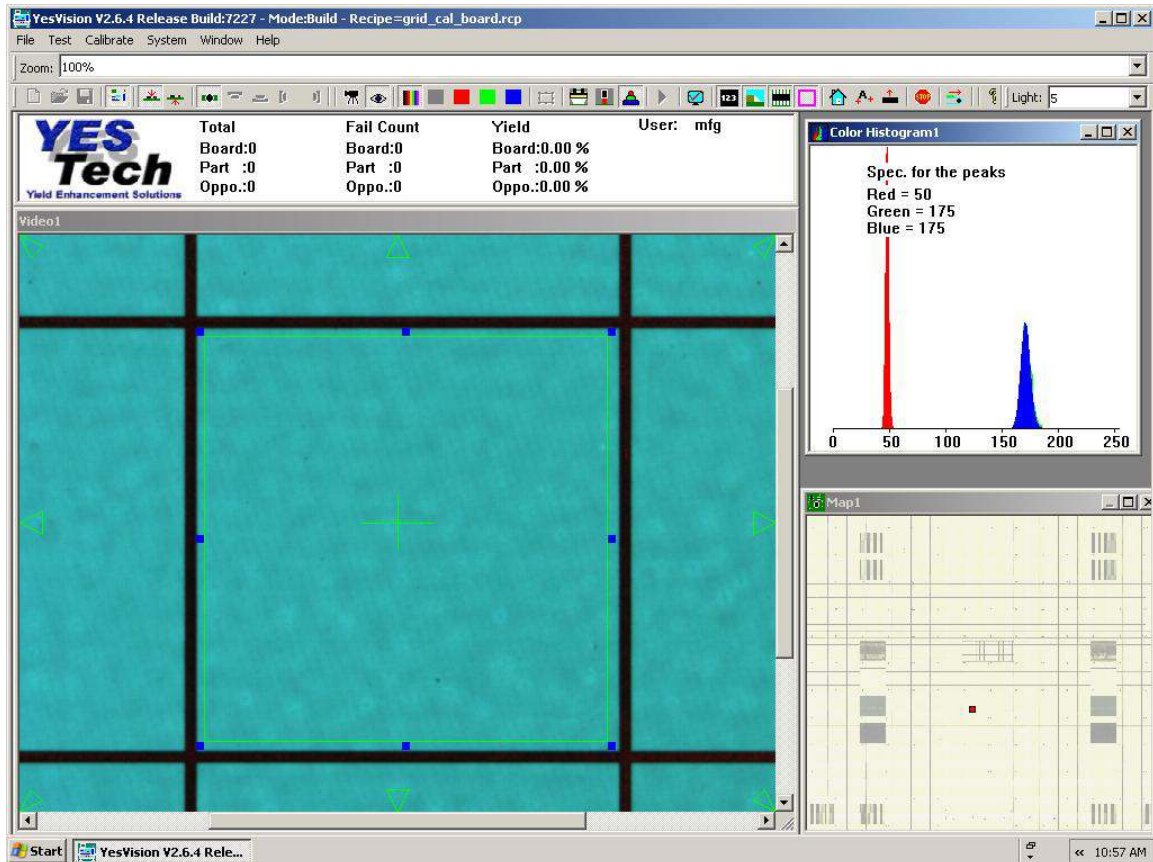 YesVision V2.6.4 Release Build:7227 - Mode:Build - Recipe=grid_cal_board.rcp
File Test Calibrate System Window Help
Zoom: 100%
123
A+
STOP
Light: 5
YES
Tech
Yield Enhancement Solutions
Total Fail Count Yield User: mfg
Board:0 Board:0 Board:0.00 %
Part :0 Part :0 Part :0.00 %
Oppo.:0 Oppo.:0 Oppo.:0.00 %
Video1
Color Histogram1
Spec. for the peaks
Red = 50
Green = 175
Blue = 175
0 50 100 150 200 250
Map1
Start YesVision V2.6.4 Rele... « 10:57 AM